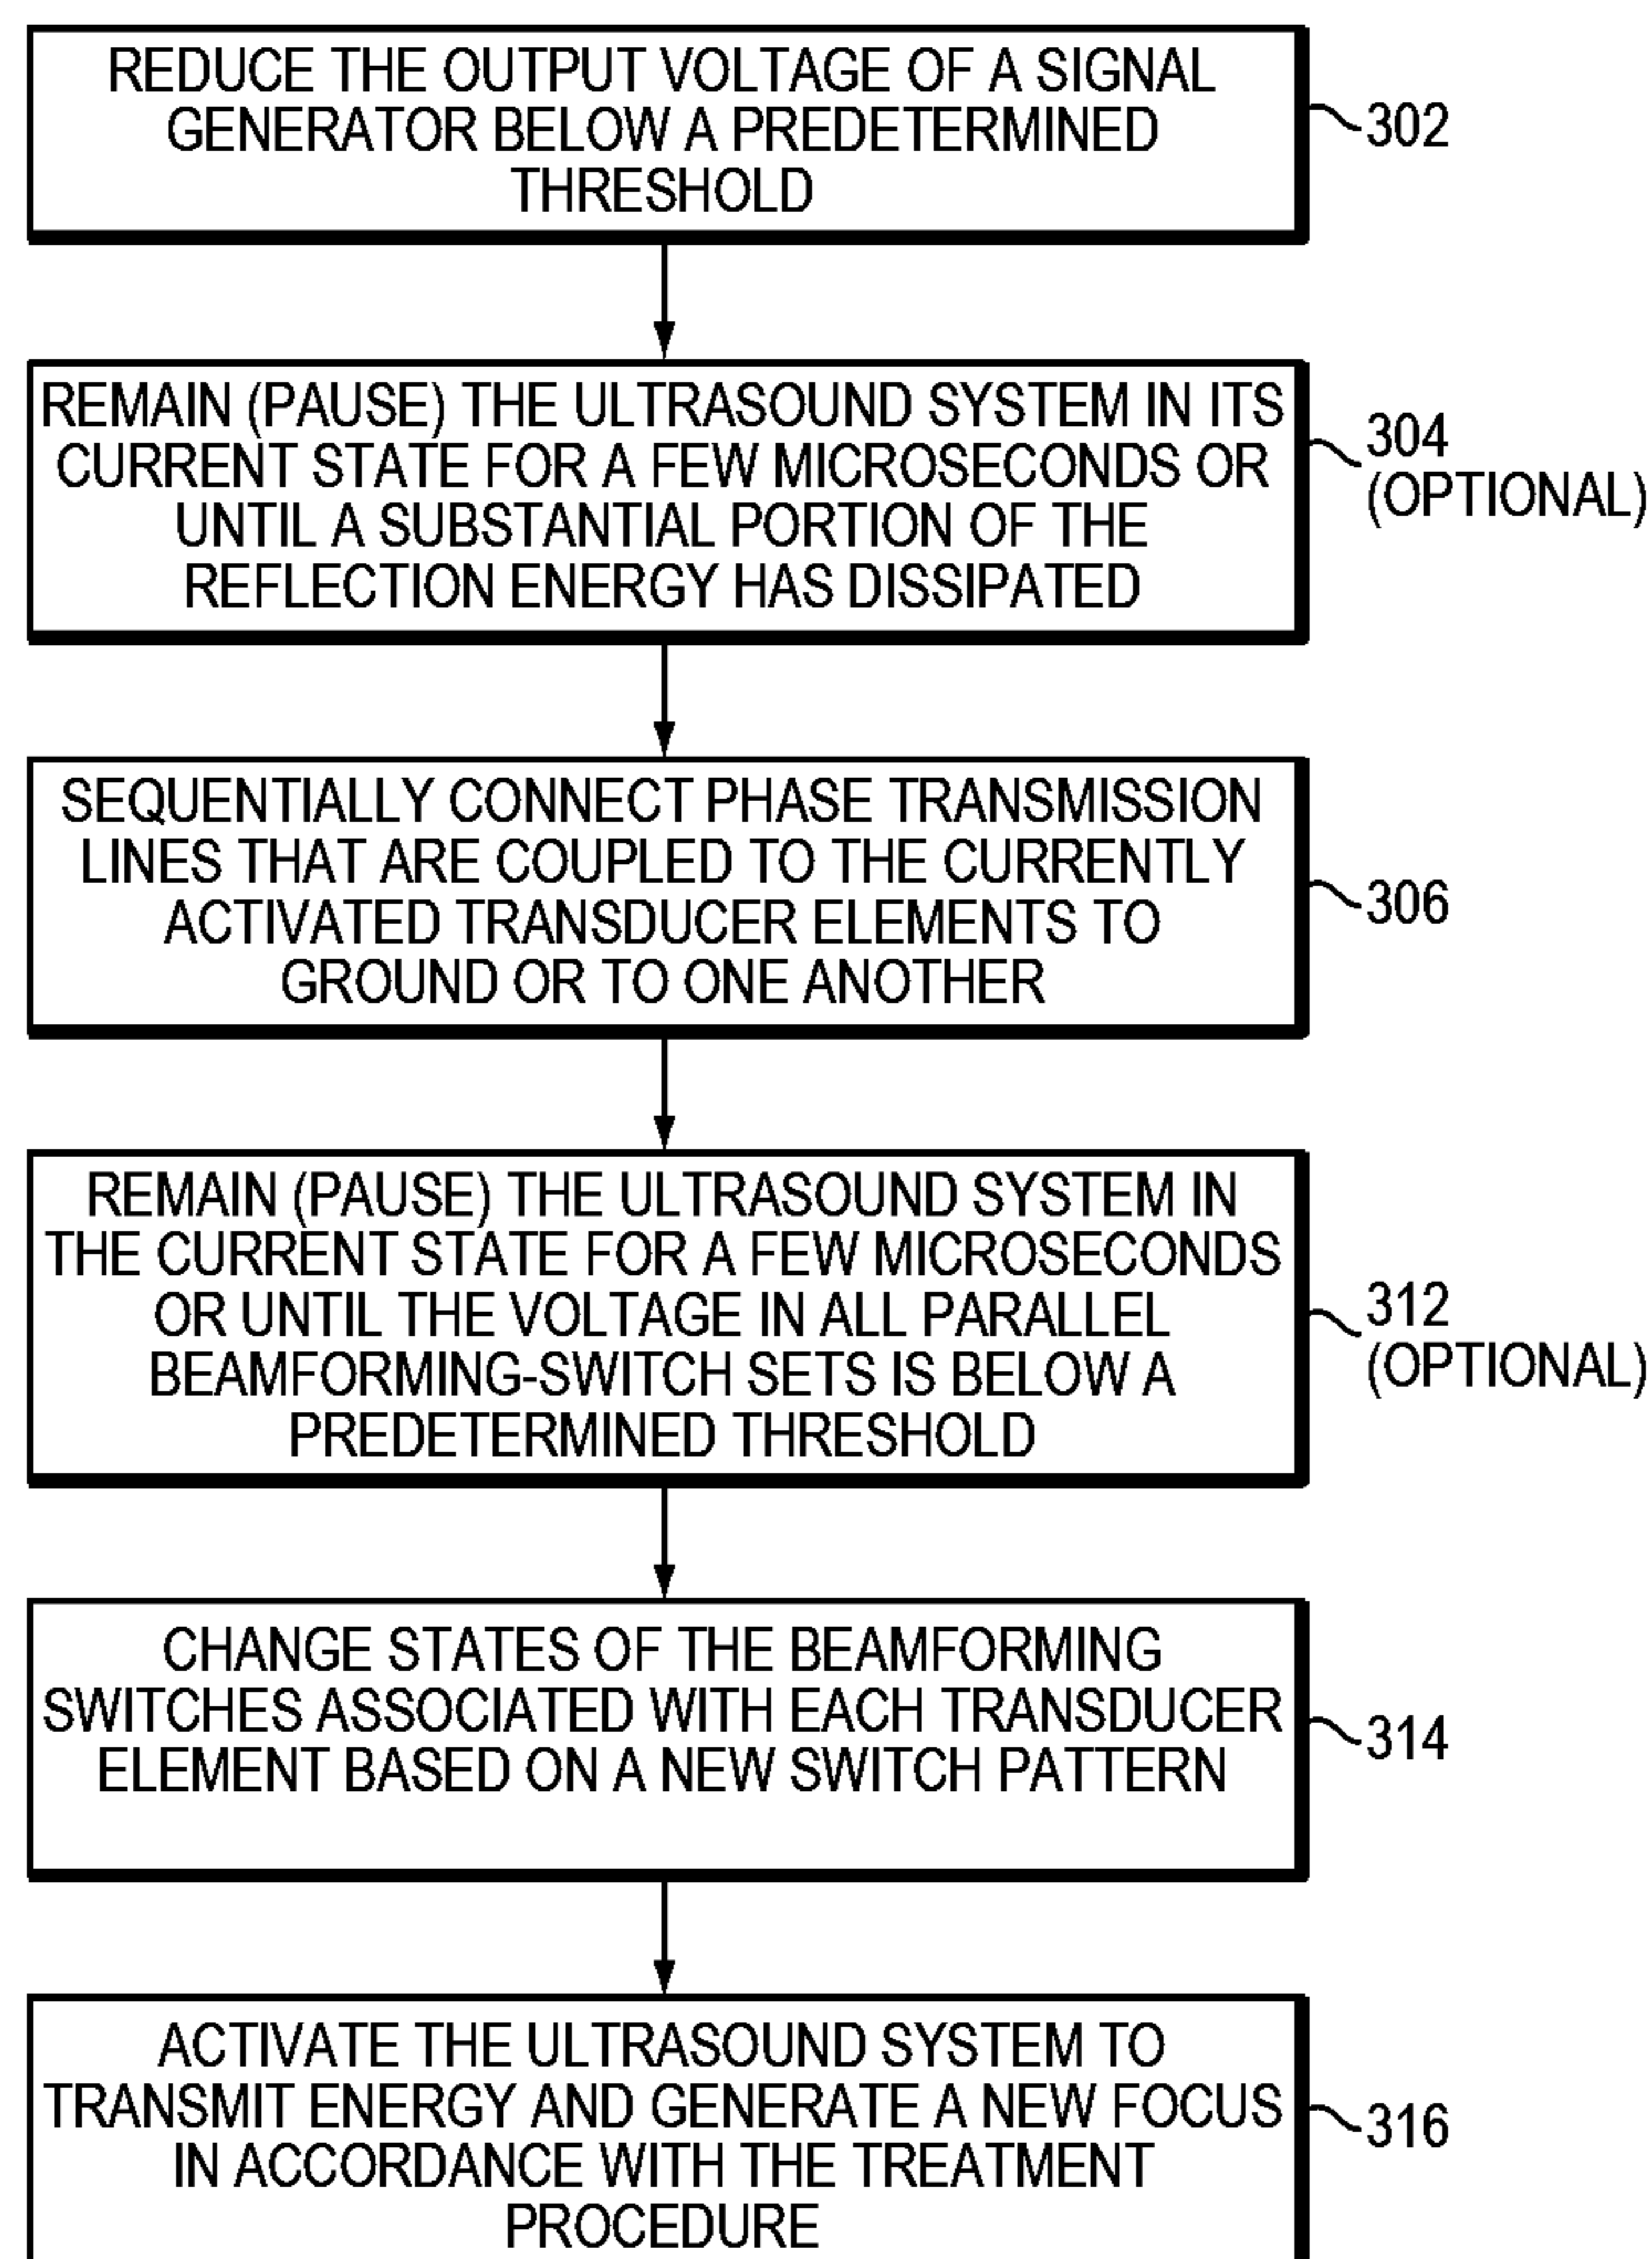 REDUCE THE OUTPUT VOLTAGE OF A SIGNAL
GENERATOR BELOW A PREDETERMINED
THRESHOLD
302
REMAIN (PAUSE) THE ULTRASOUND SYSTEM IN ITS
CURRENT STATE FOR A FEW MICROSECONDS OR
UNTIL A SUBSTANTIAL PORTION OF THE
REFLECTION ENERGY HAS DISSIPATED
304
(OPTIONAL)
SEQUENTIALLY CONNECT PHASE TRANSMISSION
LINES THAT ARE COUPLED TO THE CURRENTLY
ACTIVATED TRANSDUCER ELEMENTS TO
GROUND OR TO ONE ANOTHER
306
REMAIN (PAUSE) THE ULTRASOUND SYSTEM IN
THE CURRENT STATE FOR A FEW MICROSECONDS
OR UNTIL THE VOLTAGE IN ALL PARALLEL
BEAMFORMING-SWITCH SETS IS BELOW A
PREDETERMINED THRESHOLD
312
(OPTIONAL)
CHANGE STATES OF THE BEAMFORMING
SWITCHES ASSOCIATED WITH EACH TRANSDUCER
ELEMENT BASED ON A NEW SWITCH PATTERN
314
ACTIVATE THE ULTRASOUND SYSTEM TO
TRANSMIT ENERGY AND GENERATE A NEW FOCUS
IN ACCORDANCE WITH THE TREATMENT
PROCEDURE
316